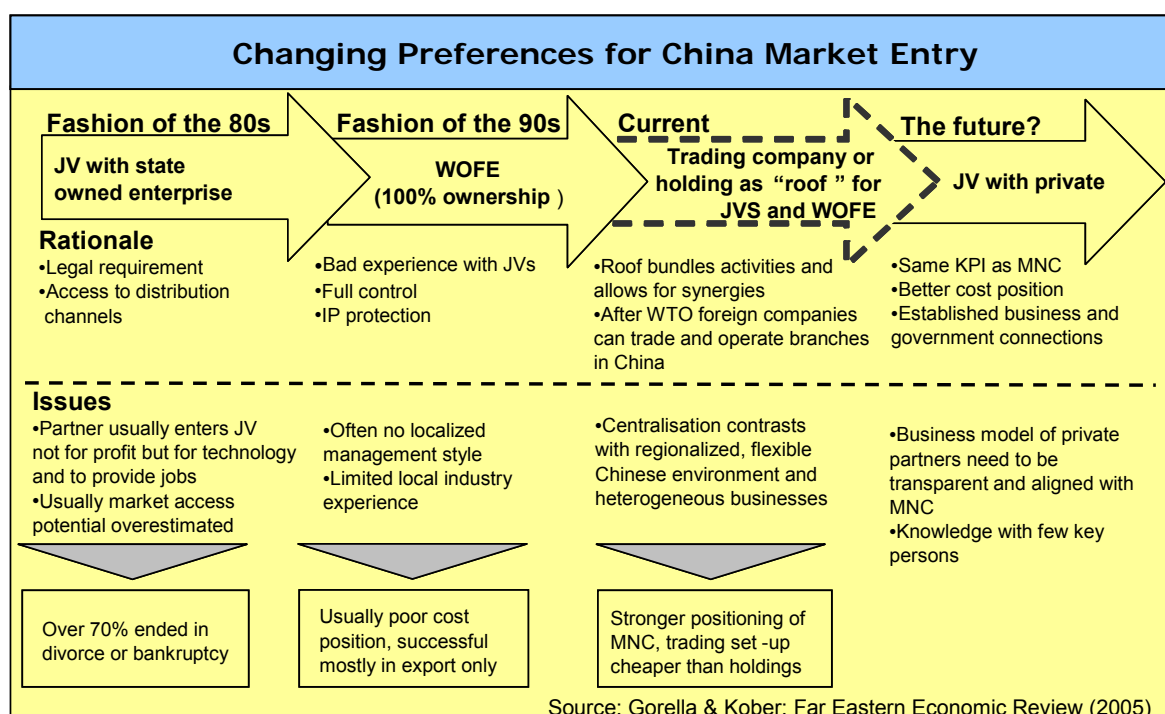 Changing Preferences for China Market Entry
Fashion of the 80s
JV with state
owned enterprise
Fashion of the 90s
WOFE
(100% ownership )
Current
Trading company or
holding as “roof ” for
JVS and WOFE
The future?
JV with private
Rationale
•Legal requirement
•Access to distribution
channels
•Bad experience with JVs
•Full control
•IP protection
•Roof bundles activities and
allows for synergies
•After WTO foreign companies
can trade and operate branches
in China
•Same KPI as MNC
•Better cost position
•Established business and
government connections
Issues
•Partner usually enters JV
not for profit but for technology
and to provide jobs
•Usually market access
potential overestimated
•Often no localized
management style
•Limited local industry
experience
•Centralisation contrasts
with regionalized, flexible
Chinese environment and
heterogeneous businesses
•Business model of private
partners need to be
transparent and aligned with
MNC
•Knowledge with few key
persons
Over 70% ended in
divorce or bankruptcy
Usually poor cost
position, successful
mostly in export only
Stronger positioning of
MNC, trading set -up
cheaper than holdings
Source: Gorella & Kober; Far Eastern Economic Review (2005)